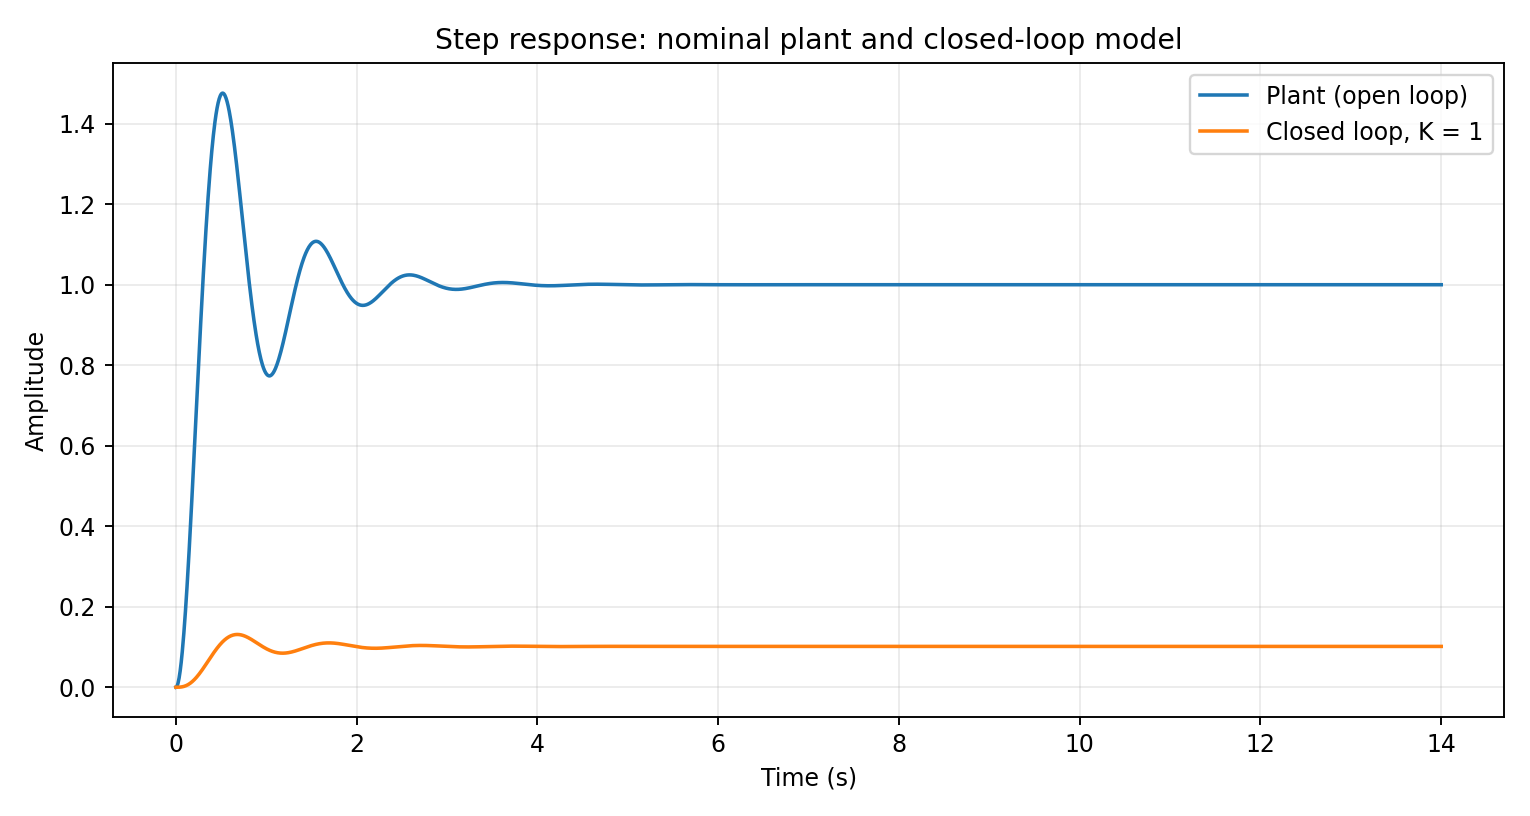 Step response: nominal plant and closed-loop model
Plant (open loop)
Closed loop, K = 1
Amplitude
1.4
1.2
1.0
0.8
0.6
0.4
0.2
0.0
0 2 4 6 8 10 12 14
Time (s)